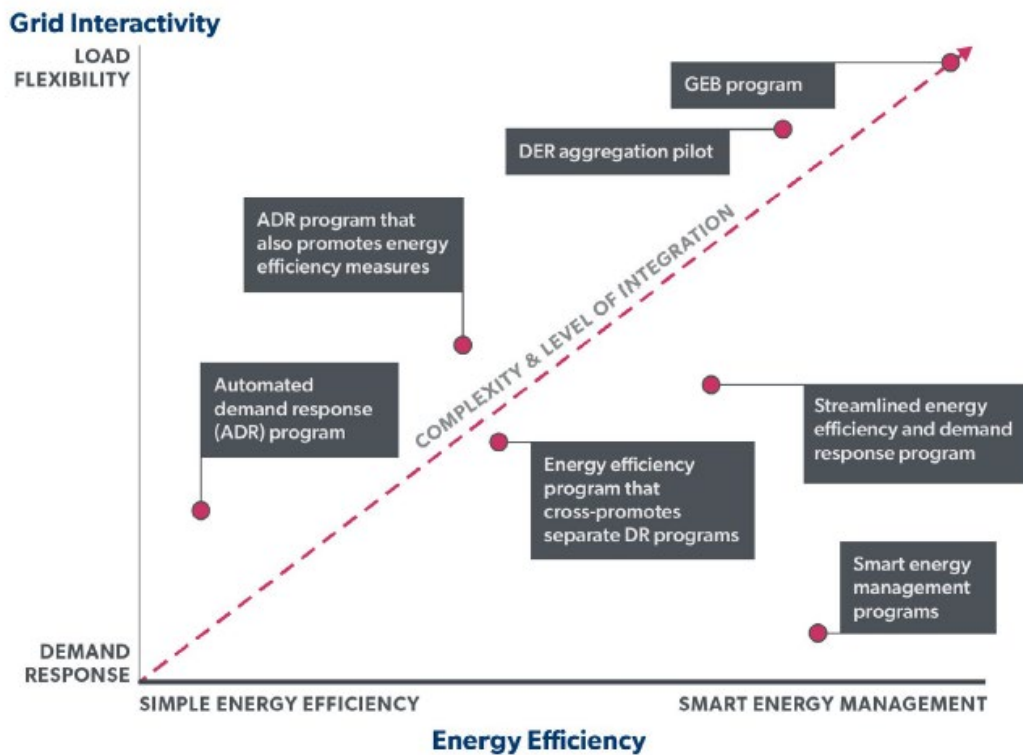 Grid Interactivity
LOAD
FLEXIBILITY
GEB program
DER aggregation pilot
ADR program that
also promotes energy
efficiency measures
COMPLEXITY & LEVEL OF INTEGRATION
Automated
demand response
(ADR) program
Streamlined energy
efficiency and demand
response program
Energy efficiency
program that
cross-promotes
separate DR programs
Smart energy
management
programs
DEMAND
RESPONSE
SIMPLE ENERGY EFFICIENCY
SMART ENERGY MANAGEMENT
Energy Efficiency